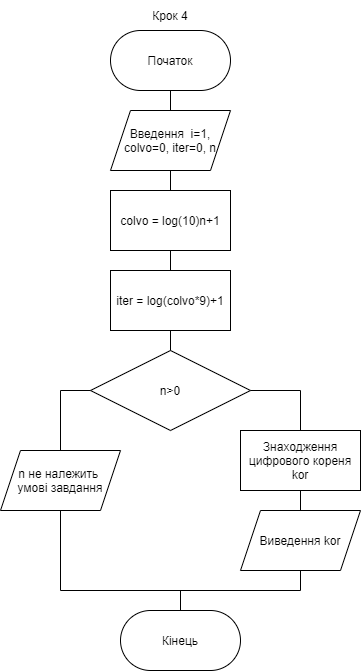 Крок 4
Початок
Введення  i=1,
colvo=0, iter=0, n
colvo = log(10)n+1
iter = log(colvo*9)+1
n>0
n не належить
умові завдання
Знаходження
цифрового кореня
kor
Виведення kor
Кінець